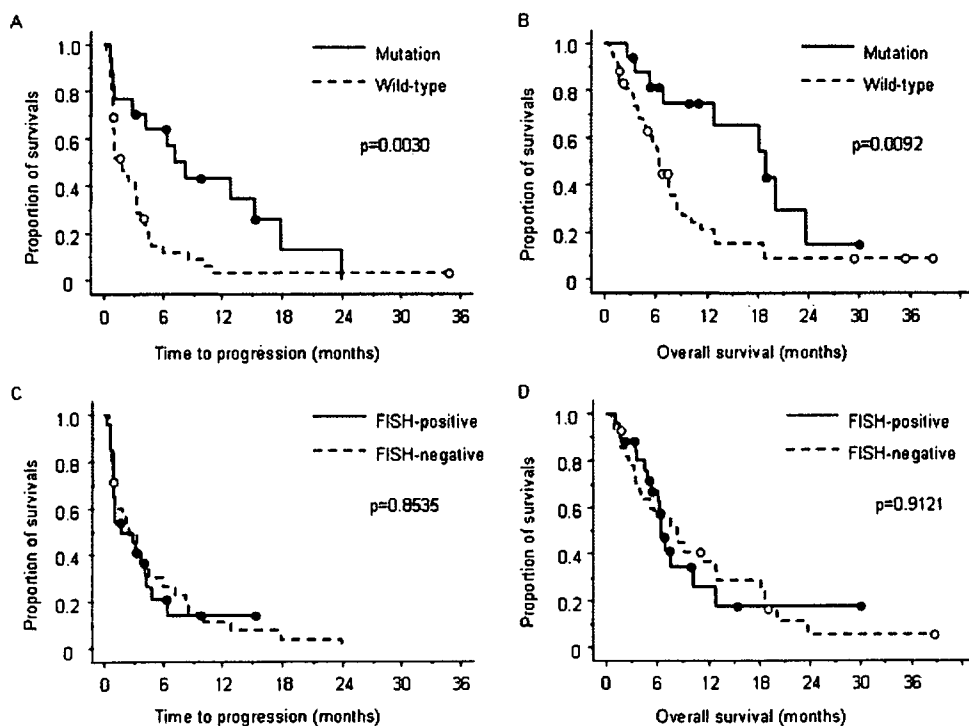 A
Mutation
Wild-type
p=0.0030
Proportion of survivals
1.0
0.8
0.6
0.4
0.2
0
0 6 12 18 24 30 36
Time to progression (months)
B
Mutation
Wild-type
p=0.0092
Proportion of survivals
1.0
0.8
0.6
0.4
0.2
0
0 6 12 18 24 30 36
Overall survival (months)
C
FISH-positive
FISH-negative
p=0.8535
Proportion of survivals
1.0
0.8
0.6
0.4
0.2
0
0 6 12 18 24 30 36
Time to progression (months)
D
FISH-positive
FISH-negative
p=0.9121
Proportion of survivals
1.0
0.8
0.6
0.4
0.2
0
0 6 12 18 24 30 36
Overall survival (months)